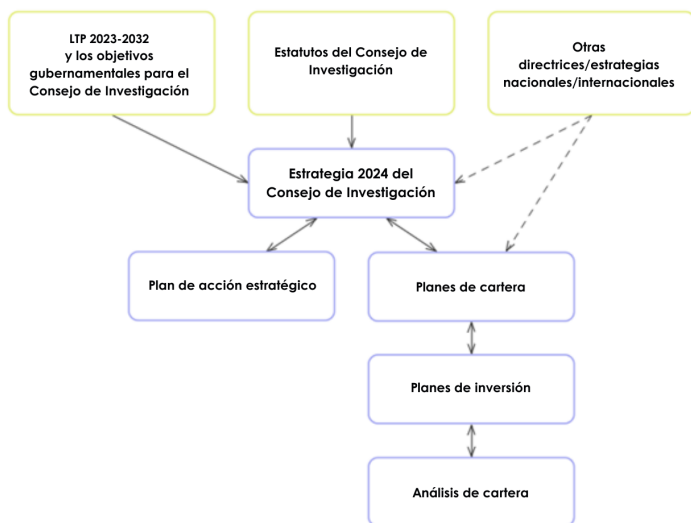 LTP 2023-2032
y los objetivos
gubernamentales para el
Consejo de Investigación
Estatutos del Consejo de
Investigación
Otras
directrices/estrategias
nacionales/internacionales
Estrategia 2024 del
Consejo de Investigación
Plan de acción estratégico
Planes de cartera
Planes de inversión
Análisis de cartera